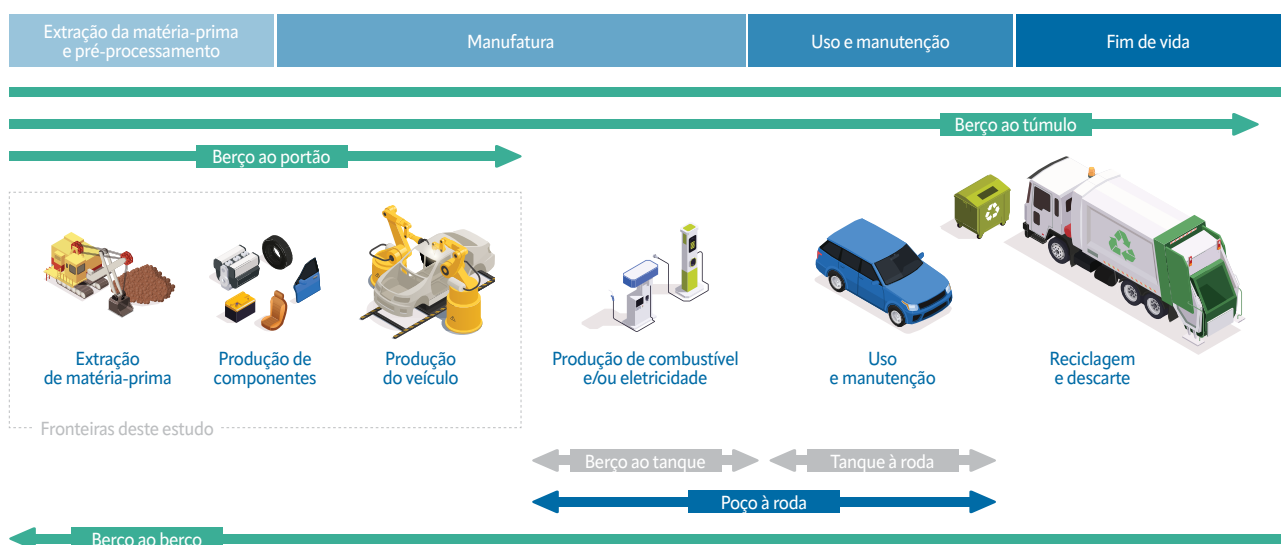 Extração da matéria-prima
e pré-processamento
Manufatura
Uso e manutenção
Fim de vida
Berço ao túmulo
Berço ao portão
Extração
de matéria-prima
Produção de
componentes
Produção
do veículo
Produção de combustível
e/ou eletricidade
Uso
e manutenção
Reciclagem
e descarte
Fronteiras deste estudo
Berço ao tanque
Tanque à roda
Poço à roda
Berço ao berço